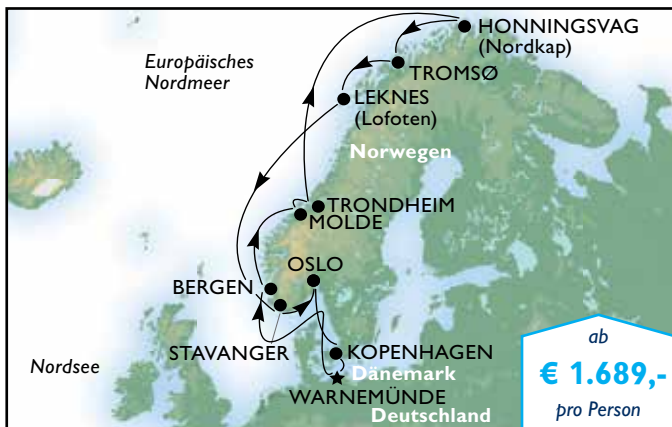 HONNINGSVAG
(Nordkap)
Europäisches
Nordmeer
TROMSØ
LEKNES
(Lofoten)
Norwegen
TRONDHEIM
MOLDE
OSLO
BERGEN
STAVANGER
KOPENHAGEN
Nordsee
Dänemark
WARNEMÜNDE
Deutschland
ab
€ 1.689,-
pro Person